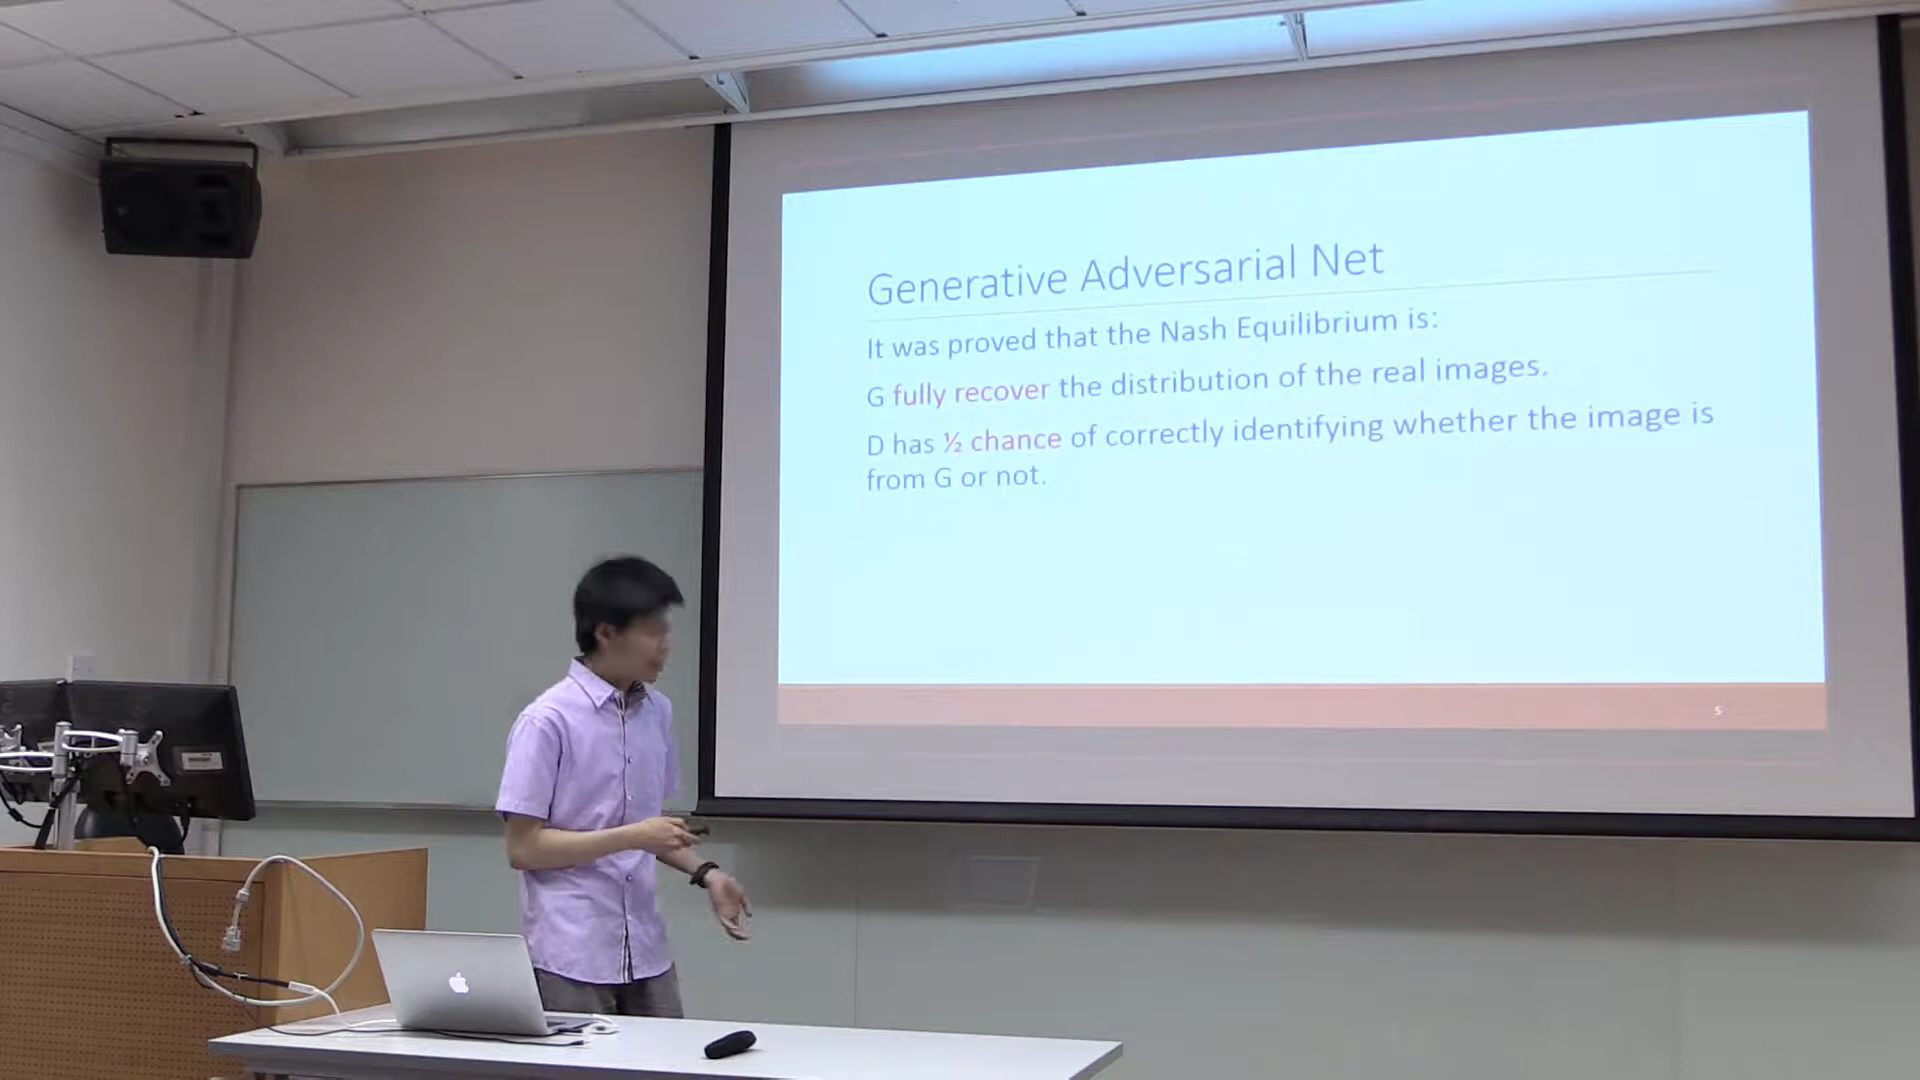 Generative Adversarial Net
It was proved that the Nash Equilibrium is:
G fully recover the distribution of the real images.
D has ½ chance of correctly identifying whether the image is
from G or not.
5